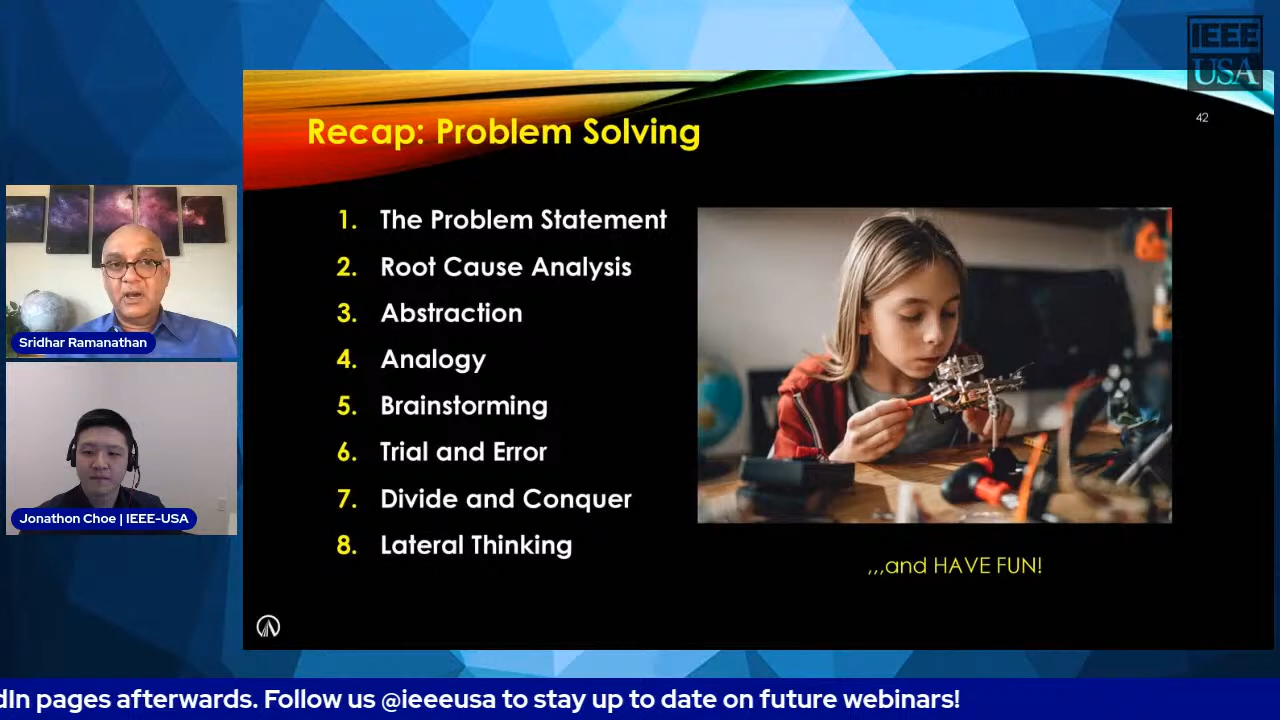 IEEE
USA
42
Recap: Problem Solving
1. The Problem Statement
2. Root Cause Analysis
3. Abstraction
4. Analogy
5. Brainstorming
6. Trial and Error
7. Divide and Conquer
8. Lateral Thinking
,,,and HAVE FUN!
Sridhar Ramanathan
Jonathon Choe | IEEE-USA
dIn pages afterwards. Follow us @ieeeusa to stay up to date on future webinars!